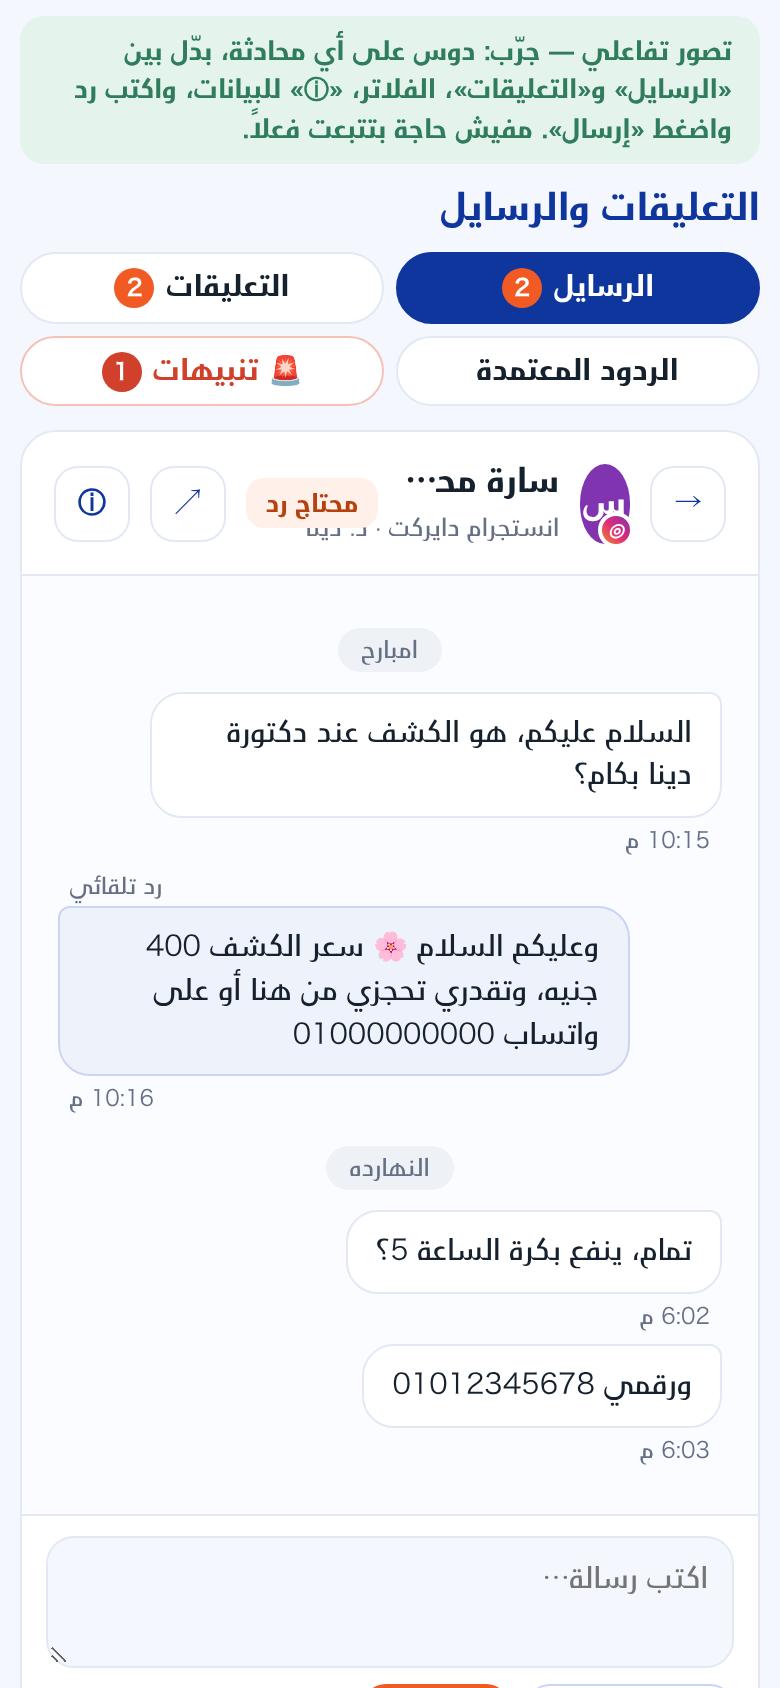 تصور تفاعلي — جرّب: دوس على أي محادثة، بدّل بين
«الرسايل» و«التعليقات»، الفلاتر، «ⓘ» للبيانات، واكتب رد
واضغط «إرسال». مفيش حاجة بتتبعت فعلاً.
التعليقات والرسايل
الرسايل 2
التعليقات 2
الردود المعتمدة
🚨 تنبيهات 1
→
س
سارة محـ…
محتاج رد
↗
ⓘ
انستجرام دايركت · د. دينا
امبارح
السلام عليكم، هو الكشف عند دكتورة
دينا بكام؟
10:15 م
رد تلقائي
وعليكم السلام 🌸 سعر الكشف 400
جنيه، وتقدري تحجزي من هنا أو على
واتساب 01000000000
10:16 م
النهارده
تمام، ينفع بكرة الساعة 5؟
6:02 م
ورقمي 01012345678
6:03 م
اكتب رسالة…